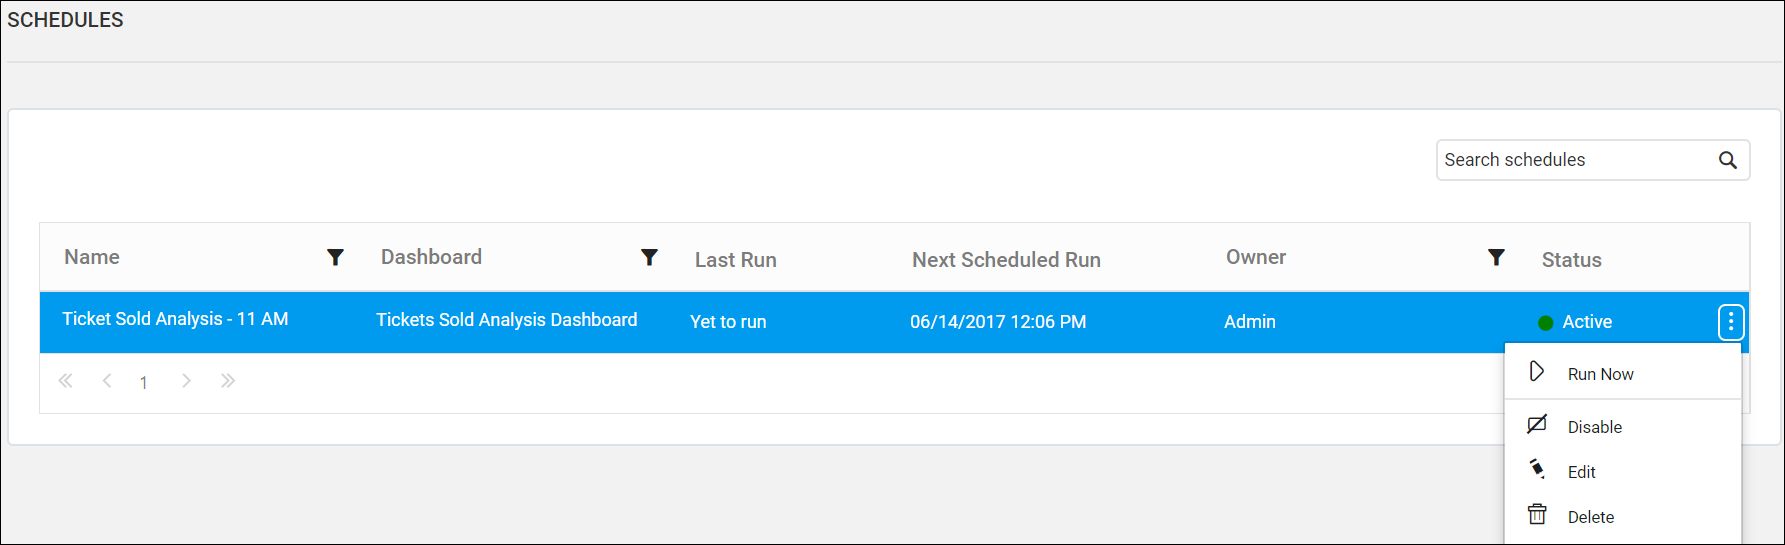 SCHEDULES
Search schedules
Name Dashboard Last Run Next Scheduled Run Owner Status
Ticket Sold Analysis - 11 AM Tickets Sold Analysis Dashboard Yet to run 06/14/2017 12:06 PM Admin Active
1
Run Now
Disable
Edit
Delete